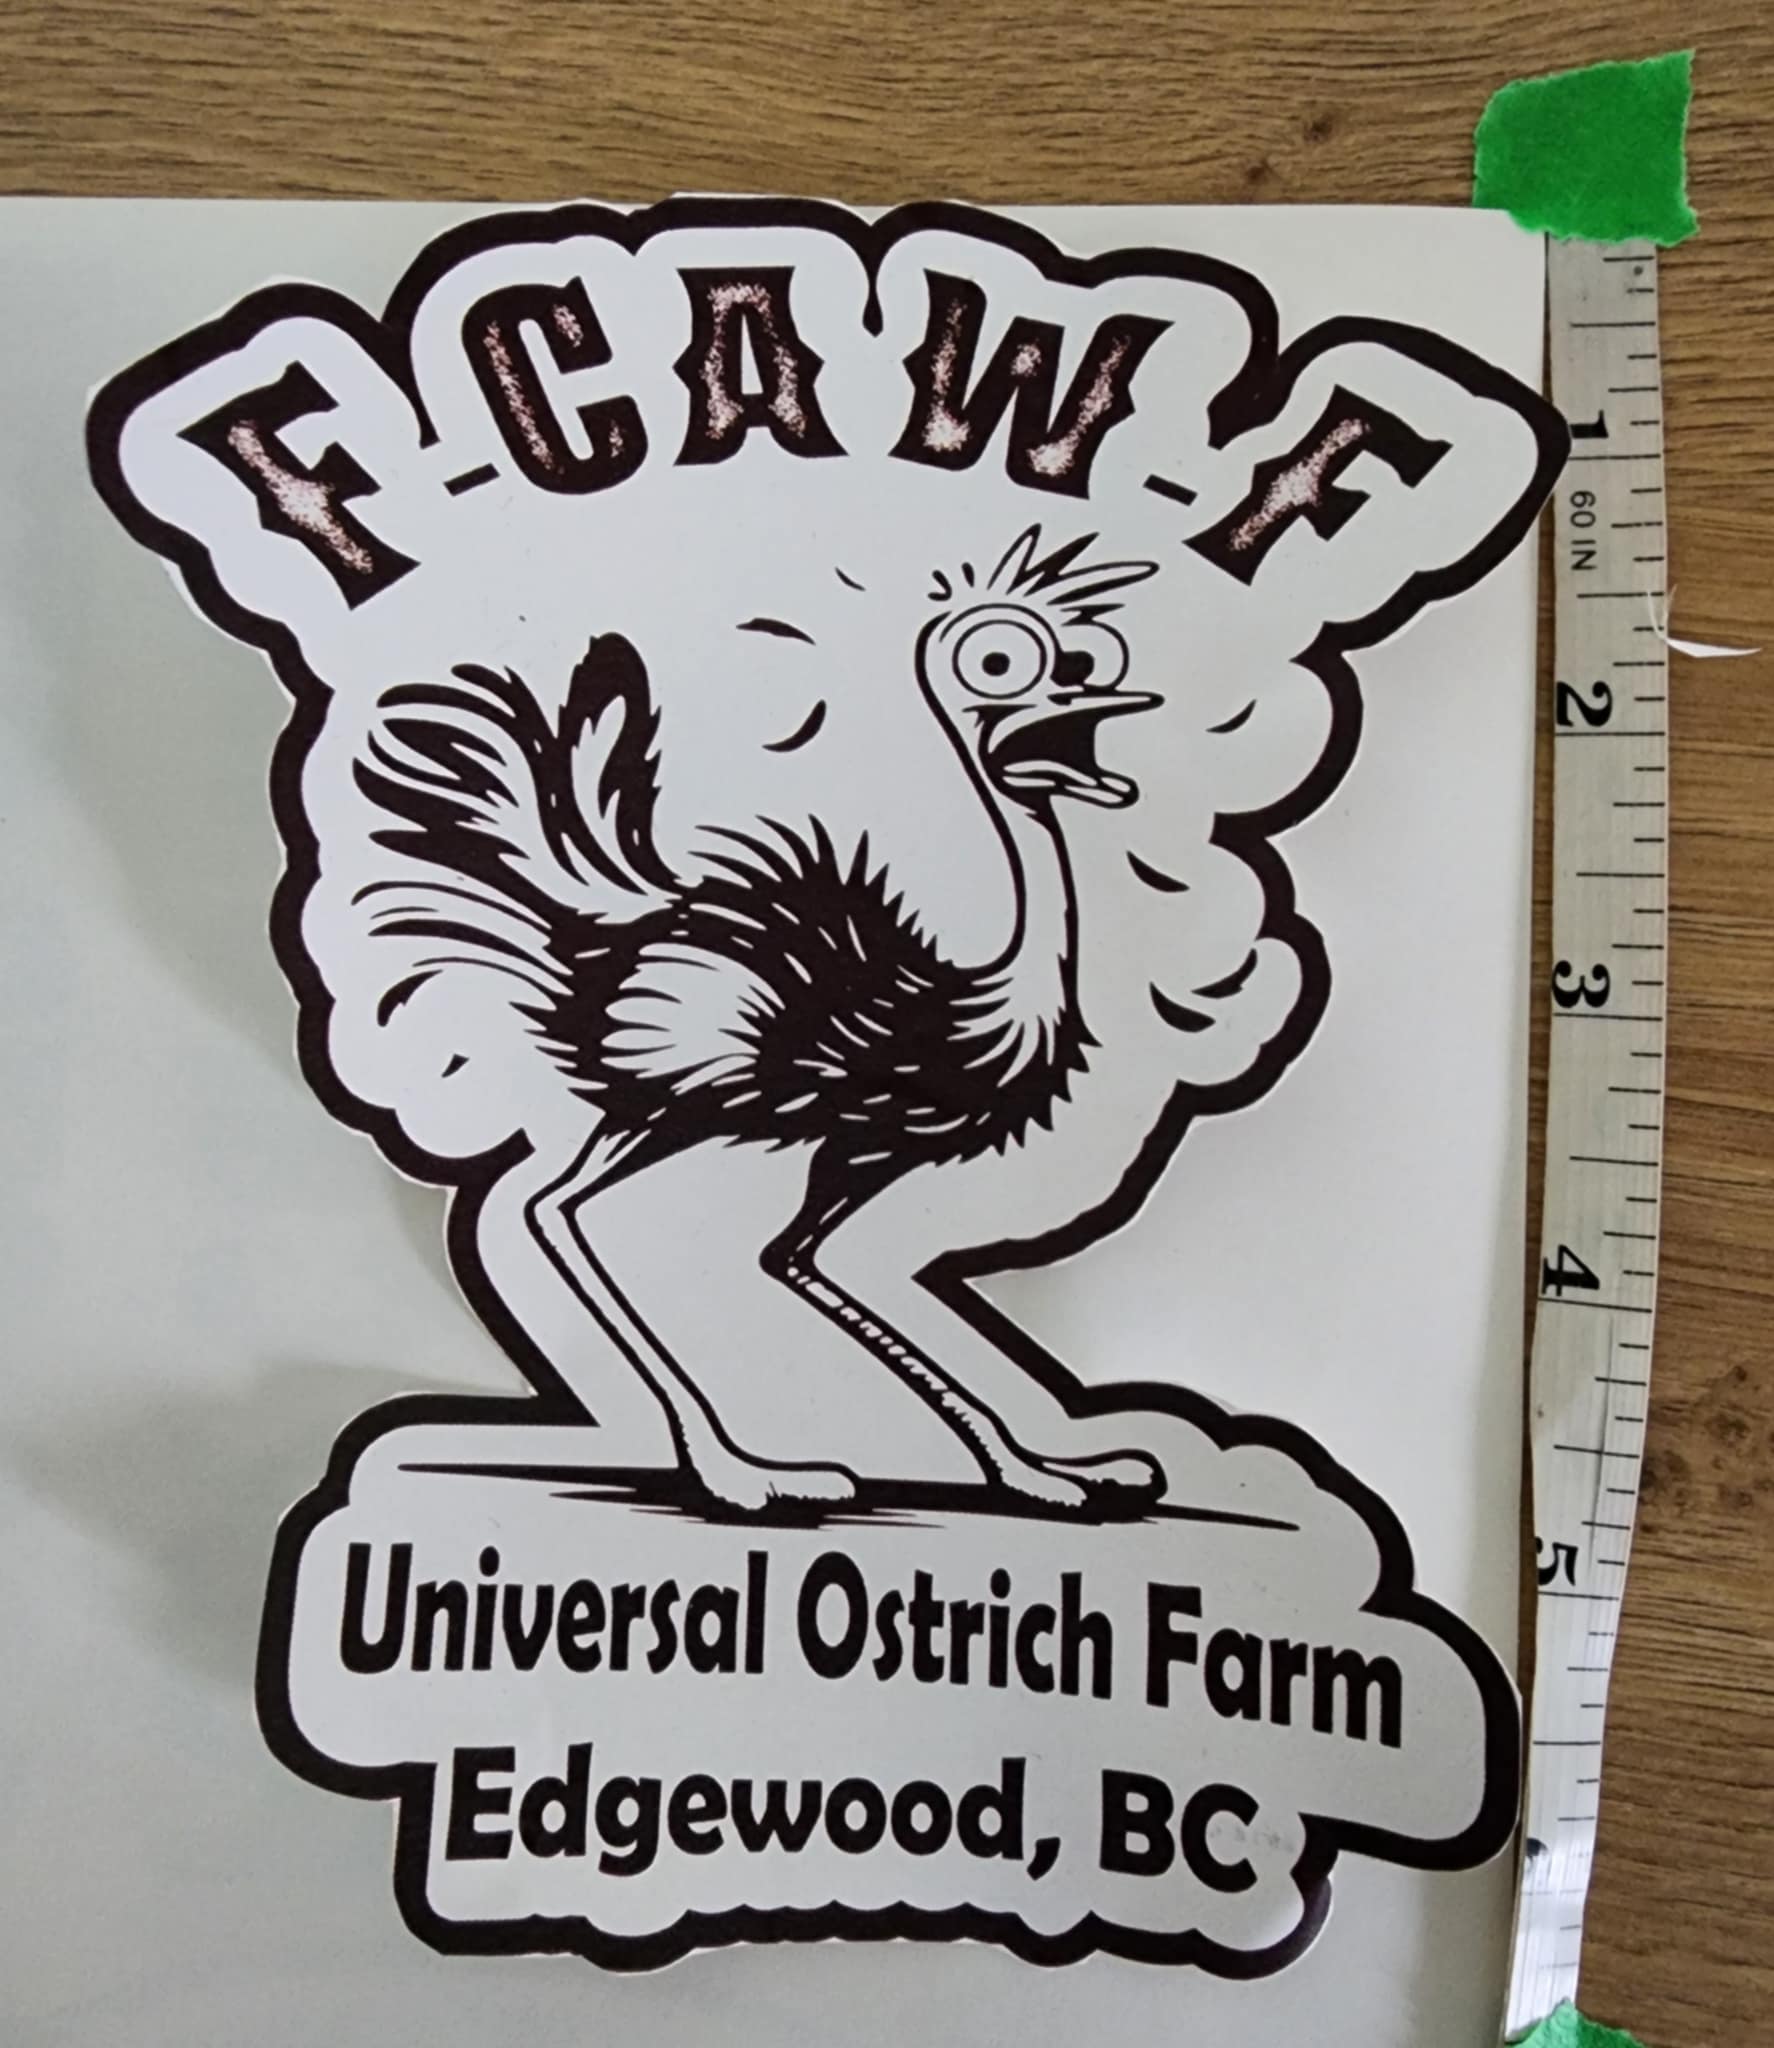 F-CAW-F
Universal Ostrich Farm
Edgewood, BC
1
60 IN
2
3
4
5